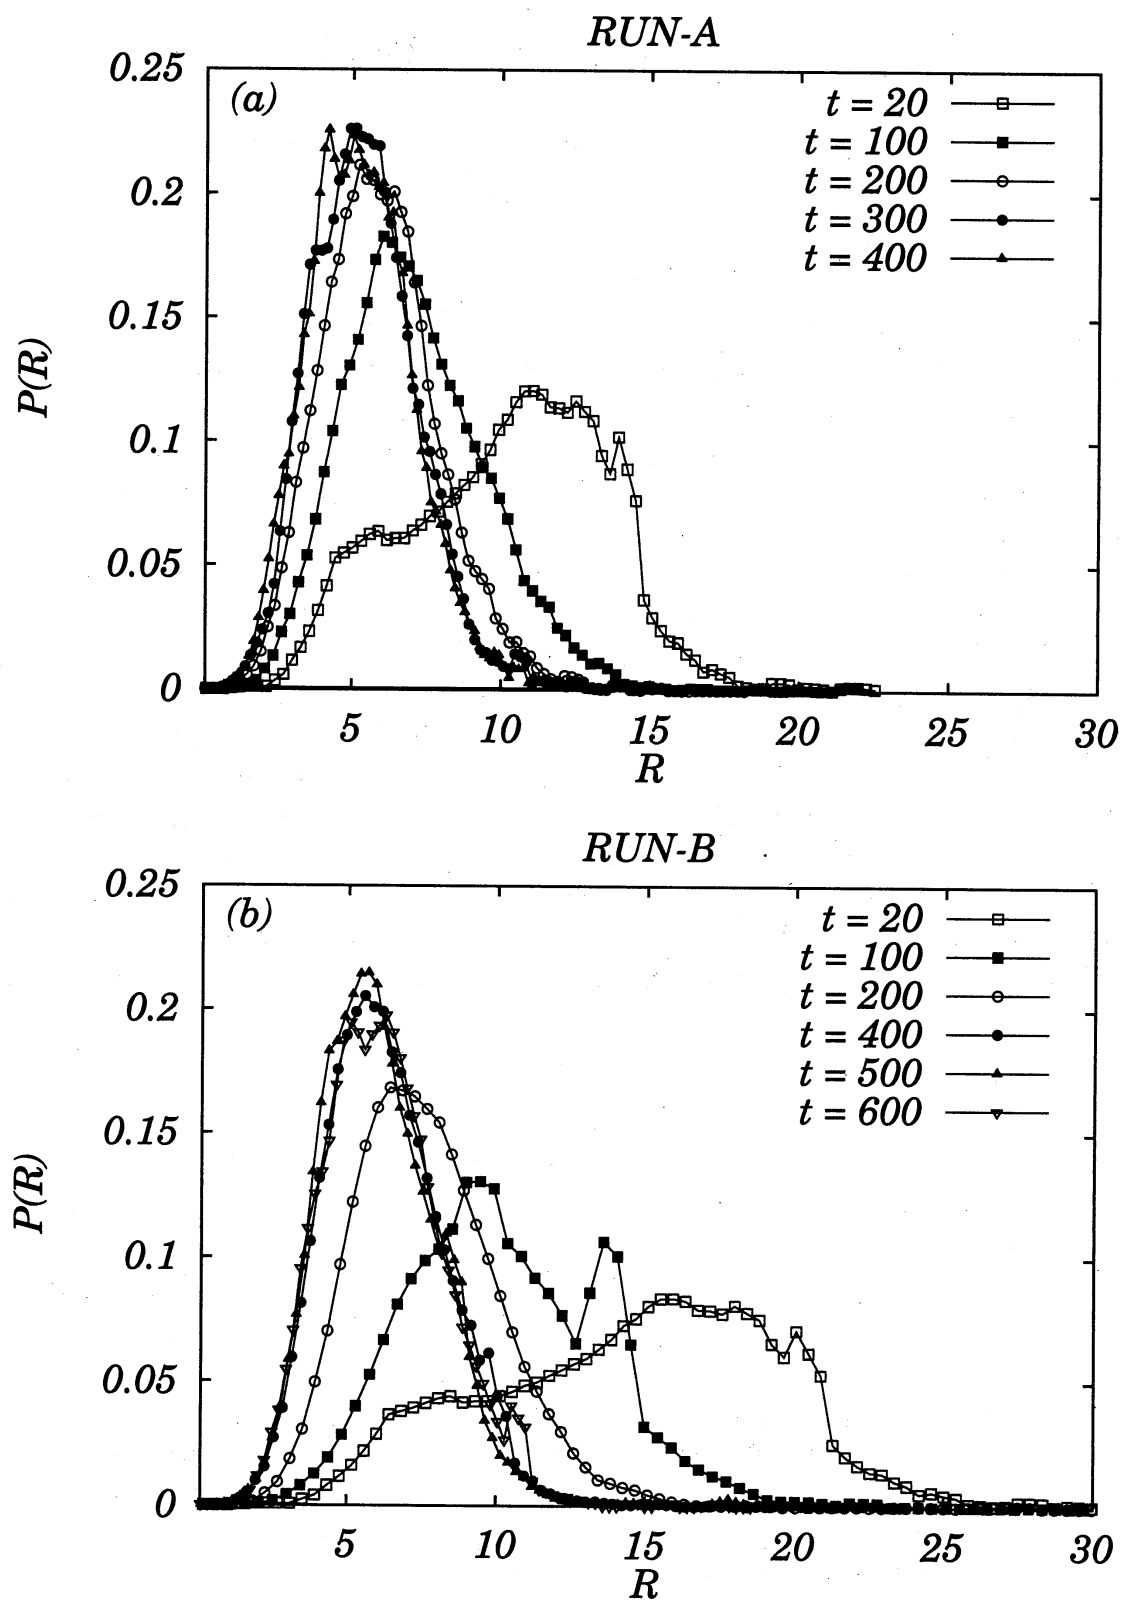 RUN-A
0.25
(a)
t = 20
t = 100
0.2
t = 200
t = 300
t = 400
0.15
P(R)
0.1
0.05
0
5 10 15 20 25 30
R
RUN-B
0.25
(b)
t = 20
t = 100
0.2
t = 200
t = 400
t = 500
t = 600
0.15
P(R)
0.1
0.05
0
5 10 15 20 25 30
R